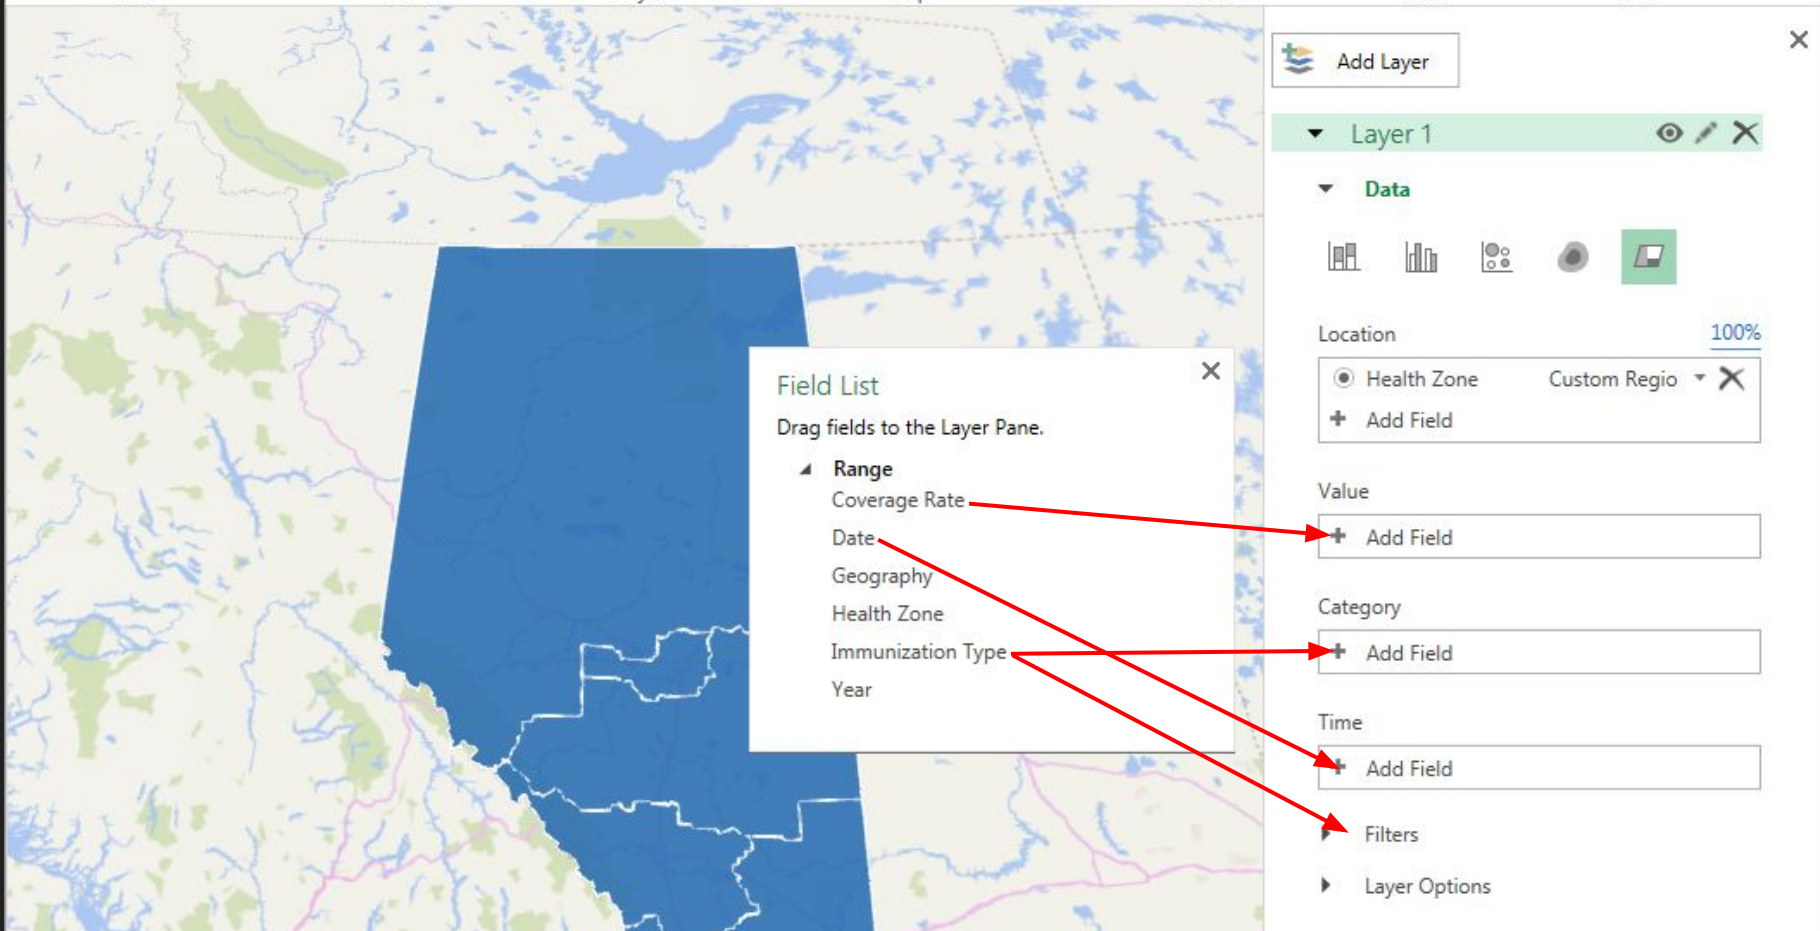 Add Layer
Layer 1
Data
Location 100%
Health Zone Custom Regio
Add Field
Value
Add Field
Category
Add Field
Time
Add Field
Filters
Layer Options
Field List
Drag fields to the Layer Pane.
Range
Coverage Rate
Date
Geography
Health Zone
Immunization Type
Year